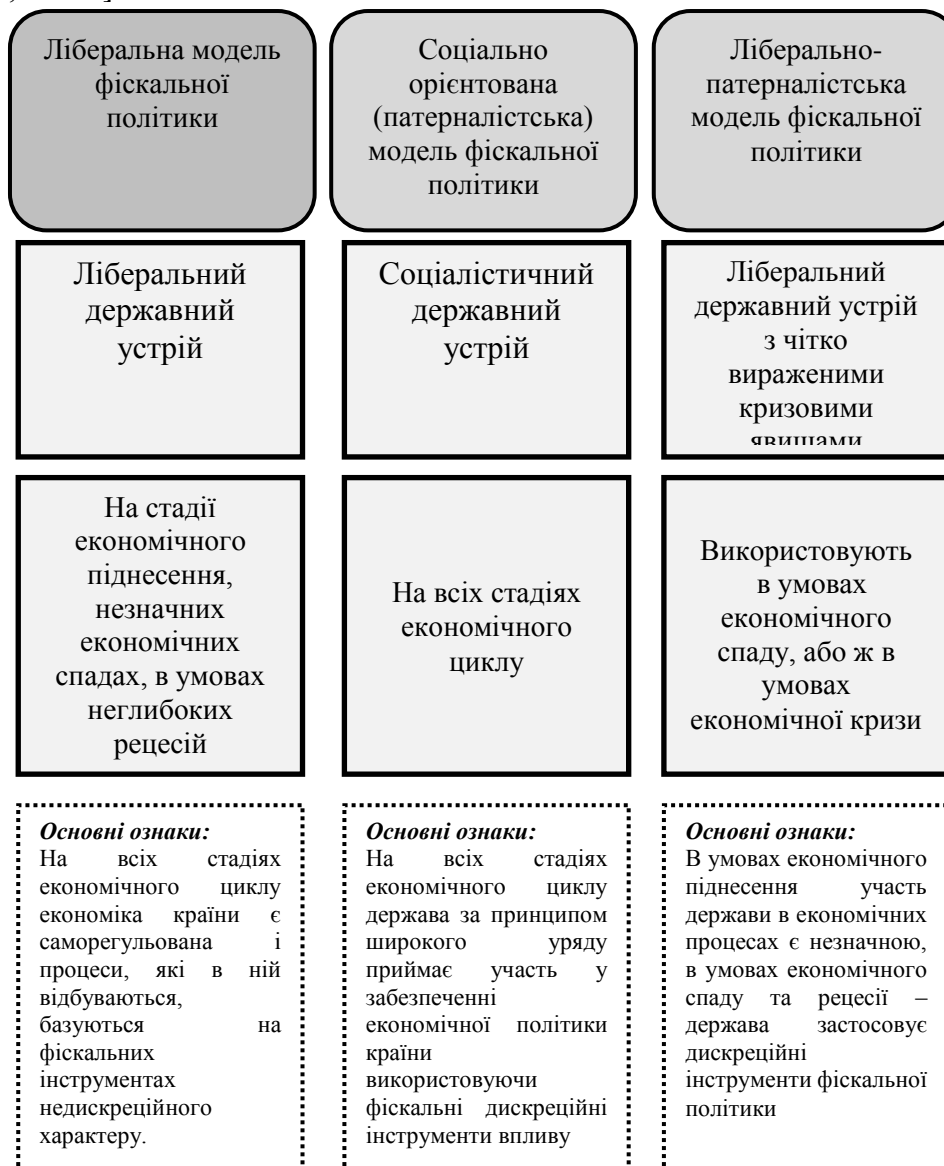 Ліберальна модель
фіскальної
політики
Соціально
орієнтована
(патерналістська)
модель фіскальної
політики
Ліберально-
патерналістська
модель фіскальної
політики
Ліберальний
державний
устрій
Соціалістичний
державний
устрій
Ліберальний
державний устрій
з чітко
вираженими
кризовими
явищами
На стадії
економічного
піднесення,
незначних
економічних
спадах, в умовах
неглибоких
рецесій
На всіх стадіях
економічного
циклу
Використовують
в умовах
економічного
спаду, або ж в
умовах
економічної кризи
Основні ознаки:
На всіх стадіях
економічного циклу
економіка країни є
саморегульована і
процеси, які в ній
відбуваються,
базуються на
фіскальних
інструментах
недискреційного
характеру.
Основні ознаки:
На всіх стадіях
економічного циклу
держава за принципом
широкого уряду
приймає участь у
забезпеченні
економічної політики
країни
використовуючи
фіскальні дискреційні
інструменти впливу
Основні ознаки:
В умовах економічного
піднесення участь
держави в економічних
процесах є незначною,
в умовах економічного
спаду та рецесії –
держава застосовує
дискреційні
інструменти фіскальної
політики